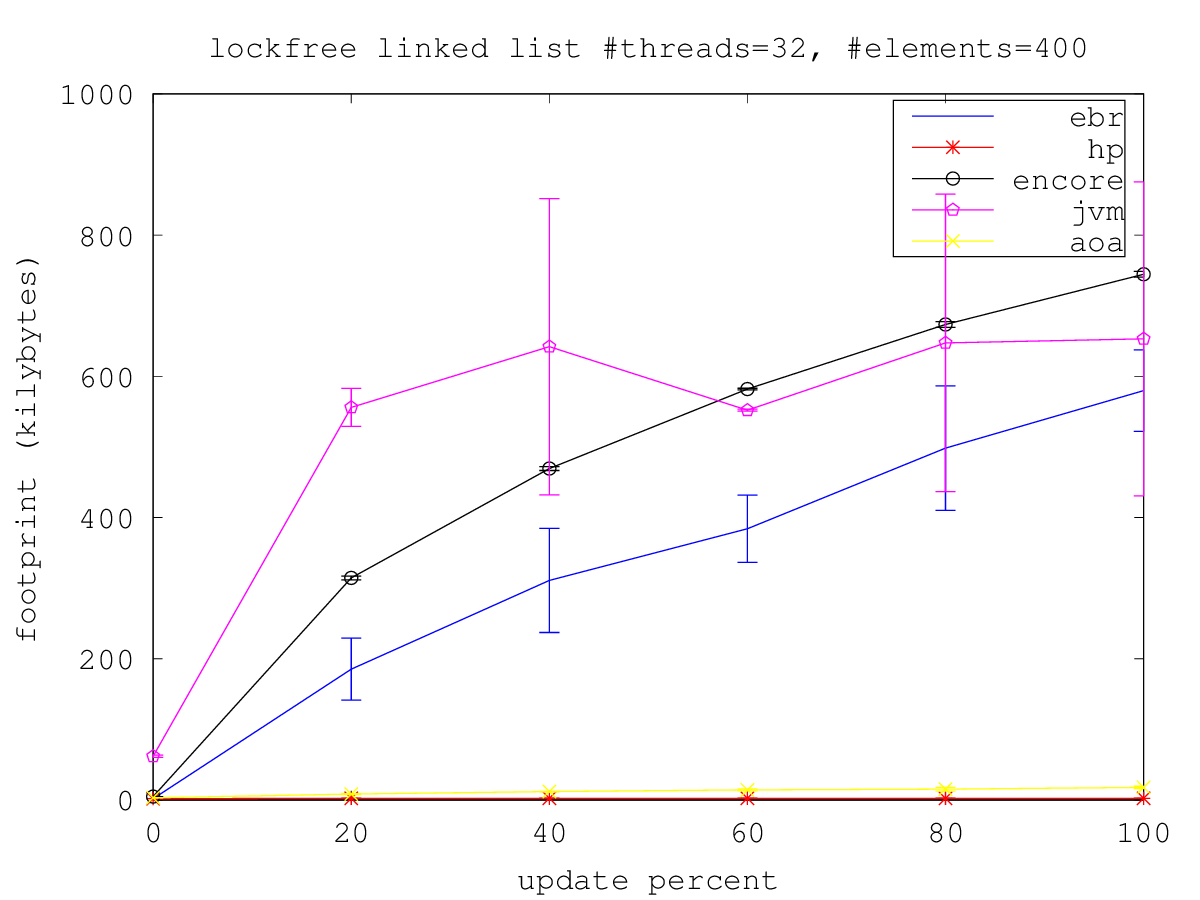 lockfree linked list #threads=32, #elements=400
1000
800
600
400
200
0
footprint (kilybytes)
ebr
hp
encore
jvm
aoa
0 20 40 60 80 100
update percent